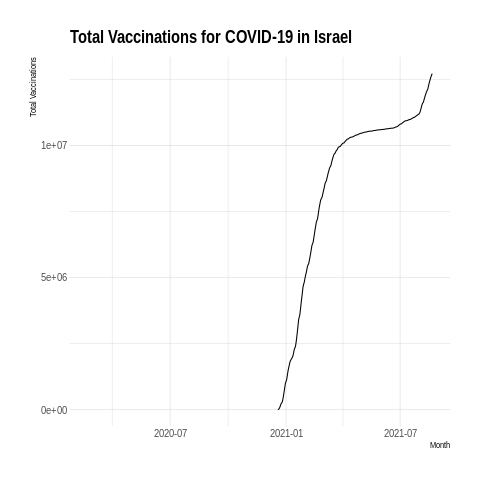 Total Vaccinations for COVID-19 in Israel
Total Vaccinations
1e+07
5e+06
0e+00
2020-07
2021-01
2021-07
Month